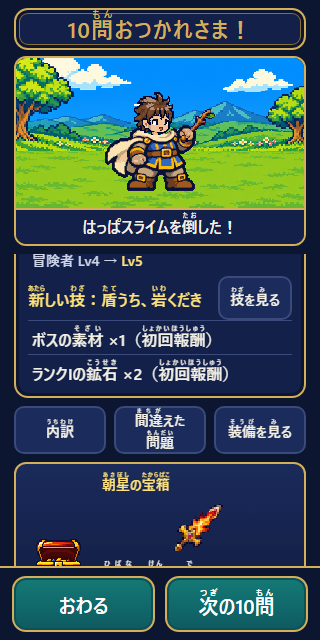 10問おつかれさま！
はっぱスライムを倒した！
冒険者 Lv4 → Lv5
新しい技：盾うち、岩くだき
技を見る
ボスの素材 ×1（初回報酬）
ランクIの鉱石 ×2（初回報酬）
内訳
間違えた
問題
装備を見る
朝星の宝箱
おわる
次の10問